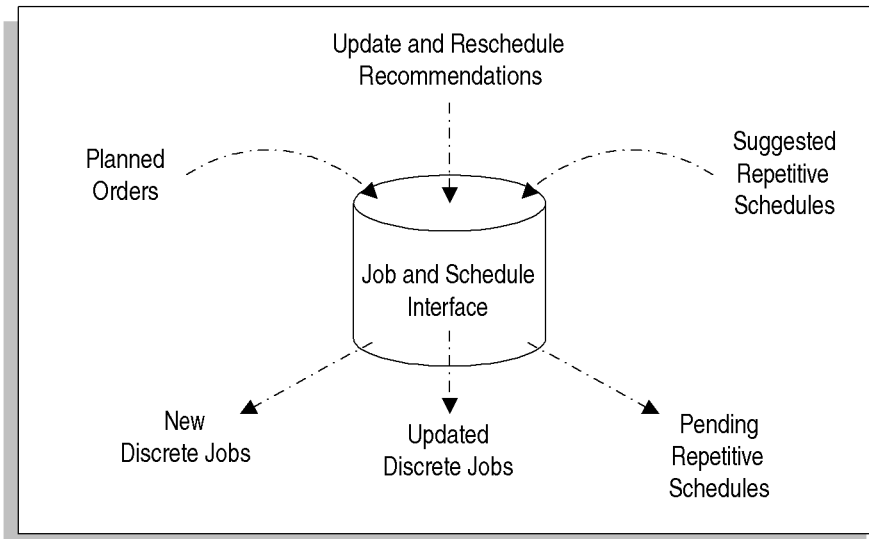 Update and Reschedule
Recommendations
Planned
Orders
Suggested
Repetitive
Schedules
Job and Schedule
Interface
New
Discrete Jobs
Updated
Discrete Jobs
Pending
Repetitive
Schedules